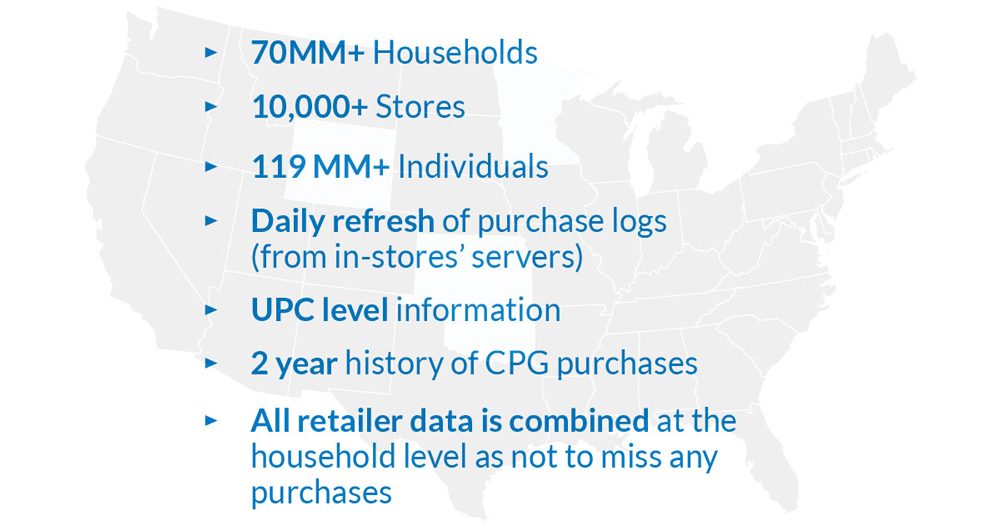 ► 70MM+ Households
► 10,000+ Stores
► 119 MM+ Individuals
► Daily refresh of purchase logs
(from in-stores’ servers)
► UPC level information
► 2 year history of CPG purchases
► All retailer data is combined at the
household level as not to miss any
purchases